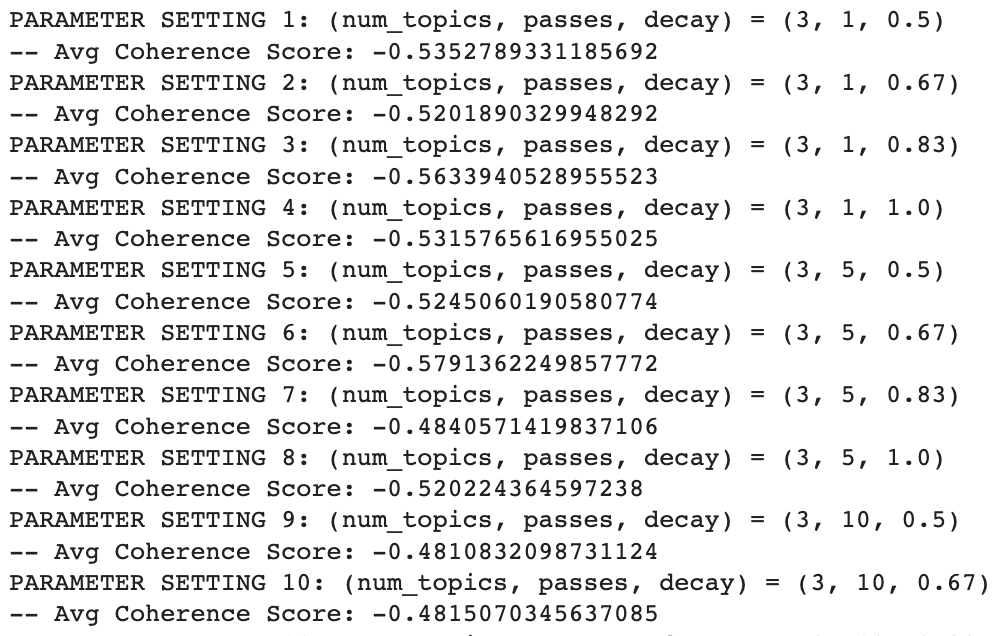 PARAMETER SETTING 1: (num_topics, passes, decay) = (3, 1, 0.5)
-- Avg Coherence Score: -0.5352789331185692
PARAMETER SETTING 2: (num_topics, passes, decay) = (3, 1, 0.67)
-- Avg Coherence Score: -0.5201890329948292
PARAMETER SETTING 3: (num_topics, passes, decay) = (3, 1, 0.83)
-- Avg Coherence Score: -0.5633940528955523
PARAMETER SETTING 4: (num_topics, passes, decay) = (3, 1, 1.0)
-- Avg Coherence Score: -0.5315765616955025
PARAMETER SETTING 5: (num_topics, passes, decay) = (3, 5, 0.5)
-- Avg Coherence Score: -0.5245060190580774
PARAMETER SETTING 6: (num_topics, passes, decay) = (3, 5, 0.67)
-- Avg Coherence Score: -0.5791362249857772
PARAMETER SETTING 7: (num_topics, passes, decay) = (3, 5, 0.83)
-- Avg Coherence Score: -0.4840571419837106
PARAMETER SETTING 8: (num_topics, passes, decay) = (3, 5, 1.0)
-- Avg Coherence Score: -0.520224364597238
PARAMETER SETTING 9: (num_topics, passes, decay) = (3, 10, 0.5)
-- Avg Coherence Score: -0.4810832098731124
PARAMETER SETTING 10: (num_topics, passes, decay) = (3, 10, 0.67)
-- Avg Coherence Score: -0.4815070345637085